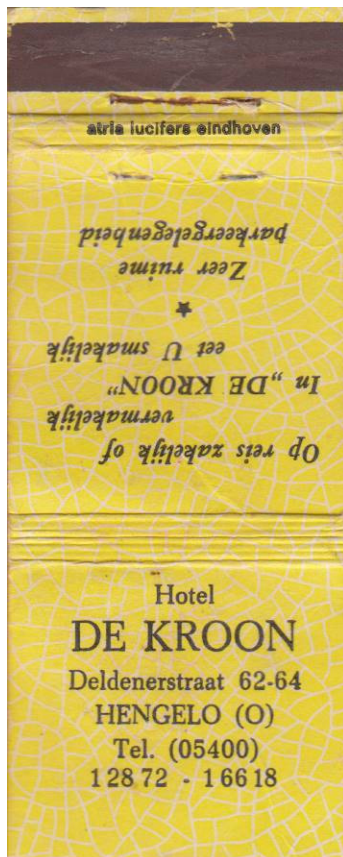 atria lucifers eindhoven
Op reis zakelijk of
vermakelijk
In „DE KROON”
eet U smakelijk
★
Zeer ruime
parkeergelegenheid
Hotel
DE KROON
Deldenerstraat 62-64
HENGELO (O)
Tel. (05400)
12872 - 16618